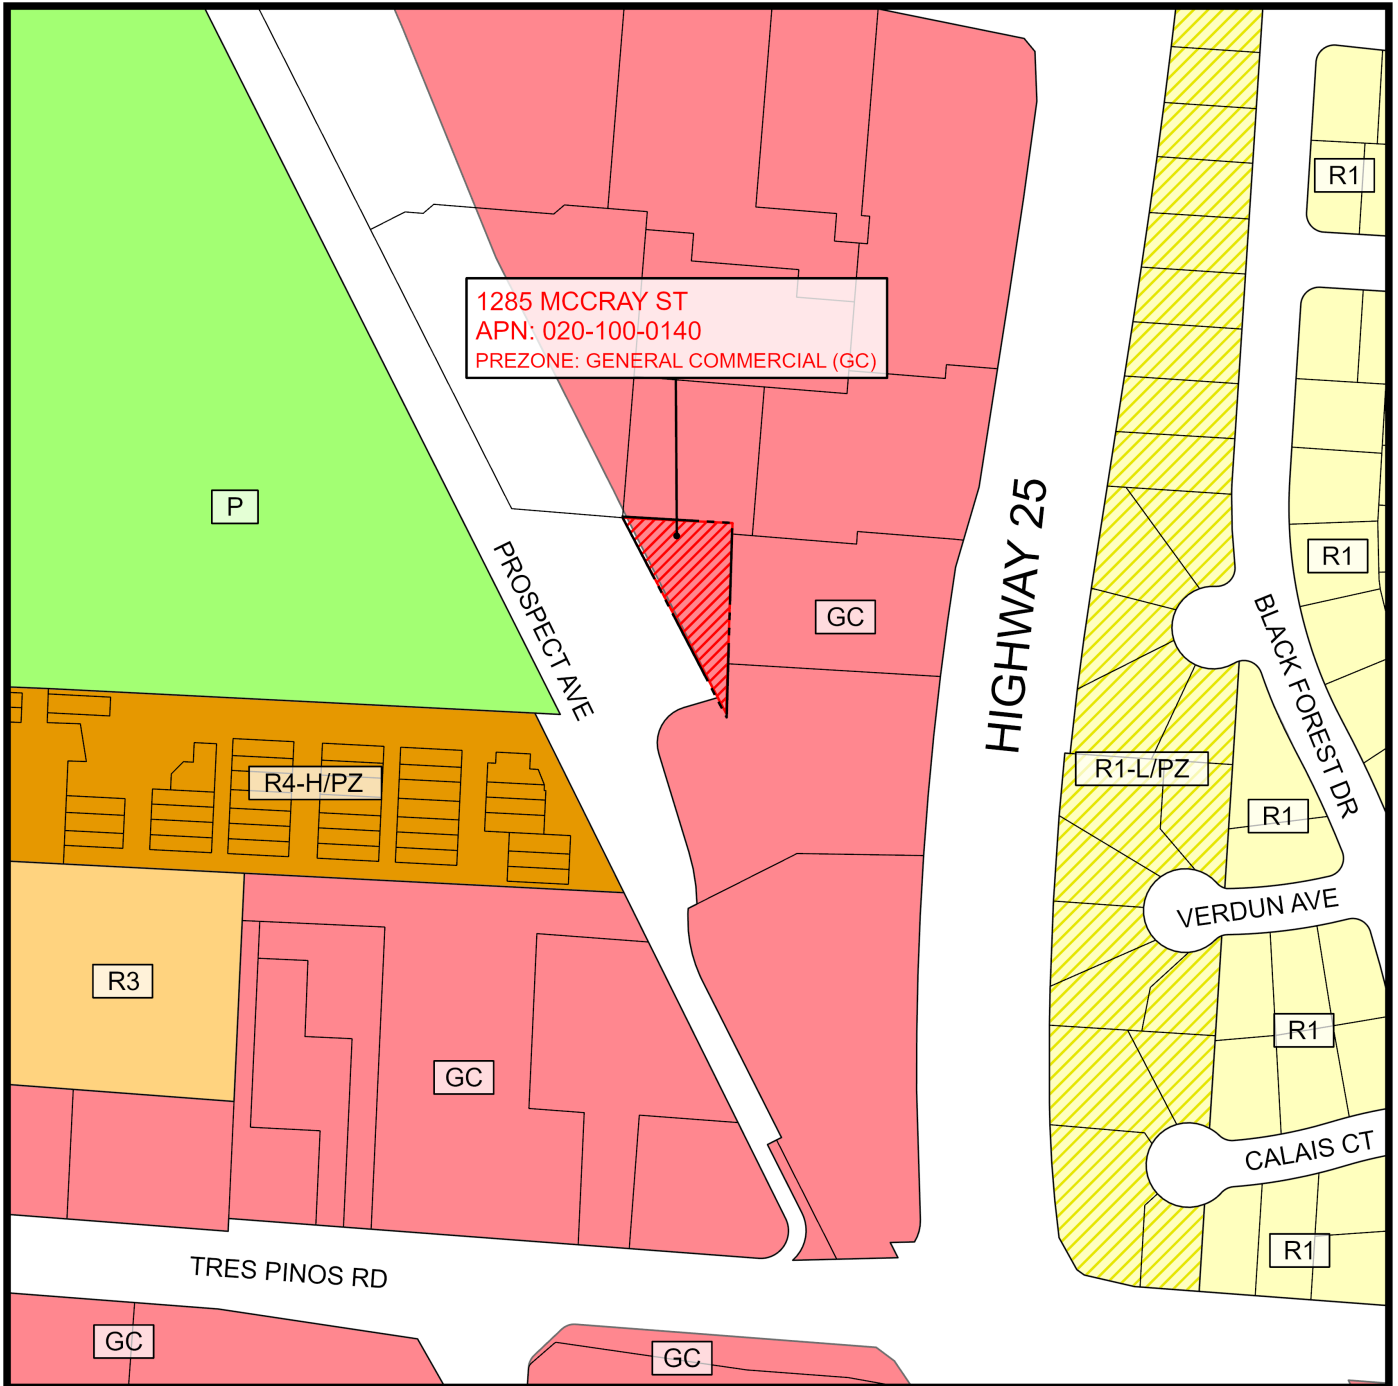 R1
1285 MCCRAY ST
APN: 020-100-0140
PREZONE: GENERAL COMMERCIAL (GC)
P
HIGHWAY 25
R1
PROSPECT AVE
GC
BLACK FOREST DR
R4-H/PZ
R1-L/PZ
R1
VERDUN AVE
R3
R1
GC
CALAIS CT
R1
TRES PINOS RD
GC
GC